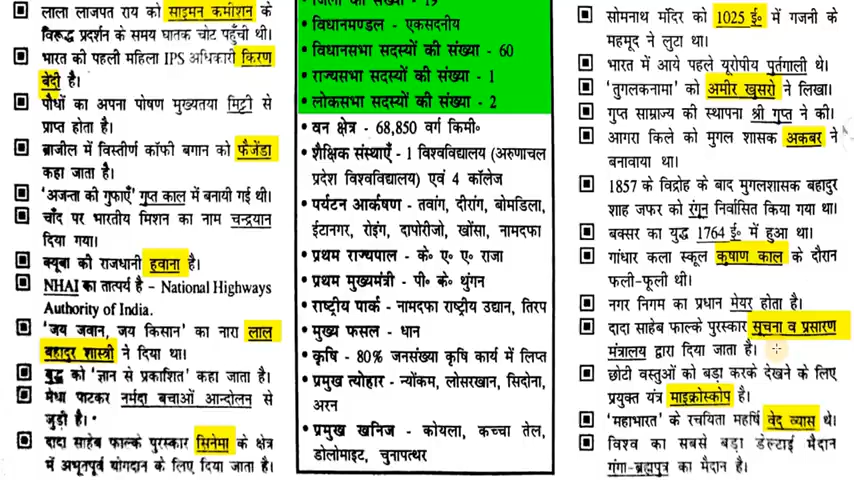 लाला लाजपत राय को साइमन कमीशन के
विरूद्ध प्रदर्शन के समय घातक चोट पहुँची थी।
भारत की पहली महिला IPS अधिकारी किरण
बेदी है।
पौधों का अपना पोषण मुख्यतया मिट्टी से
प्राप्त होता है।
ब्राजील में विस्तीर्ण कॉफी बगान को फैजेंडा
कहा जाता है।
'अजन्ता की गुफाएँ' गुप्त काल में बनायी गई थी।
चाँद पर भारतीय मिशन का नाम चन्द्रयान
दिया गया।
क्यूबा की राजधानी हवाना है।
NHAI का तात्पर्य है - National Highways
Authority of India.
'जय जवान, जय किसान' का नारा लाल
बहादुर शास्त्री ने दिया था।
बुद्ध को 'ज्ञान से प्रकाशित' कहा जाता है।
मेधा पाटकर नर्मदा बचाओं आन्दोलन से
जुड़ी है।
दादा साहेब फाल्के पुरस्कार सिनेमा के क्षेत्र
में अभूतपूर्व योगदान के लिए दिया जाता है।
जिला की संख्या - 19
• विधानमण्डल - एकसदनीय
• विधानसभा सदस्यों की संख्या - 60
• राज्यसभा सदस्यों की संख्या - 1
• लोकसभा सदस्यों की संख्या - 2
• वन क्षेत्र - 68,850 वर्ग किमी॰
• शैक्षिक संस्थाएँ - 1 विश्वविद्यालय (अरुणाचल
प्रदेश विश्वविद्यालय) एवं 4 कॉलेज
• पर्यटन आर्कषण - तवांग, दीरांग, बोमडिला,
ईटानगर, रोइंग, दापोरीजो, खोंसा, नामदफा
• प्रथम राज्यपाल - के॰ ए॰ ए॰ राजा
• प्रथम मुख्यमंत्री - पी॰ के॰ थुंगन
• राष्ट्रीय पार्क - नामदफा राष्ट्रीय उद्यान, तिरप
• मुख्य फसल - धान
• कृषि - 80% जनसंख्या कृषि कार्य में लिप्त
• प्रमुख त्योहार - न्योंकम, लोसरखान, सिदोना,
अरन
• प्रमुख खनिज - कोयला, कच्चा तेल,
डोलोमाइट, चुनापत्थर
सोमनाथ मंदिर को 1025 ई॰ में गजनी के
महमूद ने लुटा था।
भारत में आये पहले यूरोपीय पुर्तगाली थे।
'तुगलकनामा' को अमीर खुसरो ने लिखा।
गुप्त साम्राज्य की स्थापना श्री गुप्त ने की।
आगरा किले को मुगल शासक अकबर ने
बनावाया था।
1857 के विद्रोह के बाद मुगलशासक बहादुर
शाह जफर को रंगून निर्वासित किया गया था।
बक्सर का युद्ध 1764 ई॰ में हुआ था।
गांधार कला स्कूल कुषाण काल के दौरान
फली-फूली थी।
नगर निगम का प्रधान मेयर होता है।
दादा साहेब फाल्के पुरस्कार सूचना व प्रसारण
मंत्रालय द्वारा दिया जाता है।
छोटी वस्तुओं को बड़ा करके देखने के लिए
प्रयुक्त यंत्र माइक्रोस्कोप है।
'महाभारत' के रचयिता महर्षि वेद व्यास थे।
विश्व का सबसे बड़ा डेल्टाई मैदान
गंगा-ब्रह्मपुत्र का मैदान है।